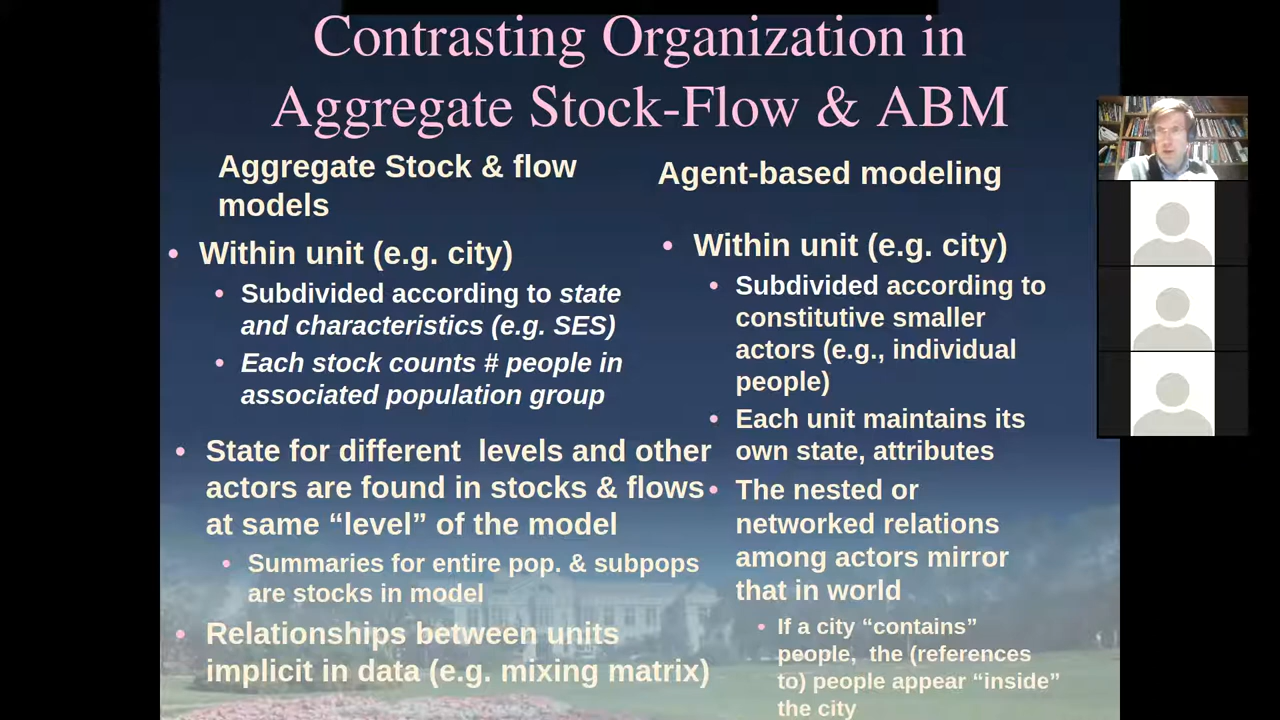 Contrasting Organization in
Aggregate Stock-Flow & ABM
Aggregate Stock & flow
models
• Within unit (e.g. city)
• Subdivided according to state
and characteristics (e.g. SES)
• Each stock counts # people in
associated population group
• State for different levels and other
actors are found in stocks & flows
at same “level” of the model
• Summaries for entire pop. & subpops
are stocks in model
• Relationships between units
implicit in data (e.g. mixing matrix)
Agent-based modeling
• Within unit (e.g. city)
• Subdivided according to
constitutive smaller
actors (e.g., individual
people)
• Each unit maintains its
own state, attributes
• The nested or
networked relations
among actors mirror
that in world
• If a city “contains”
people, the (references
to) people appear “inside”
the city